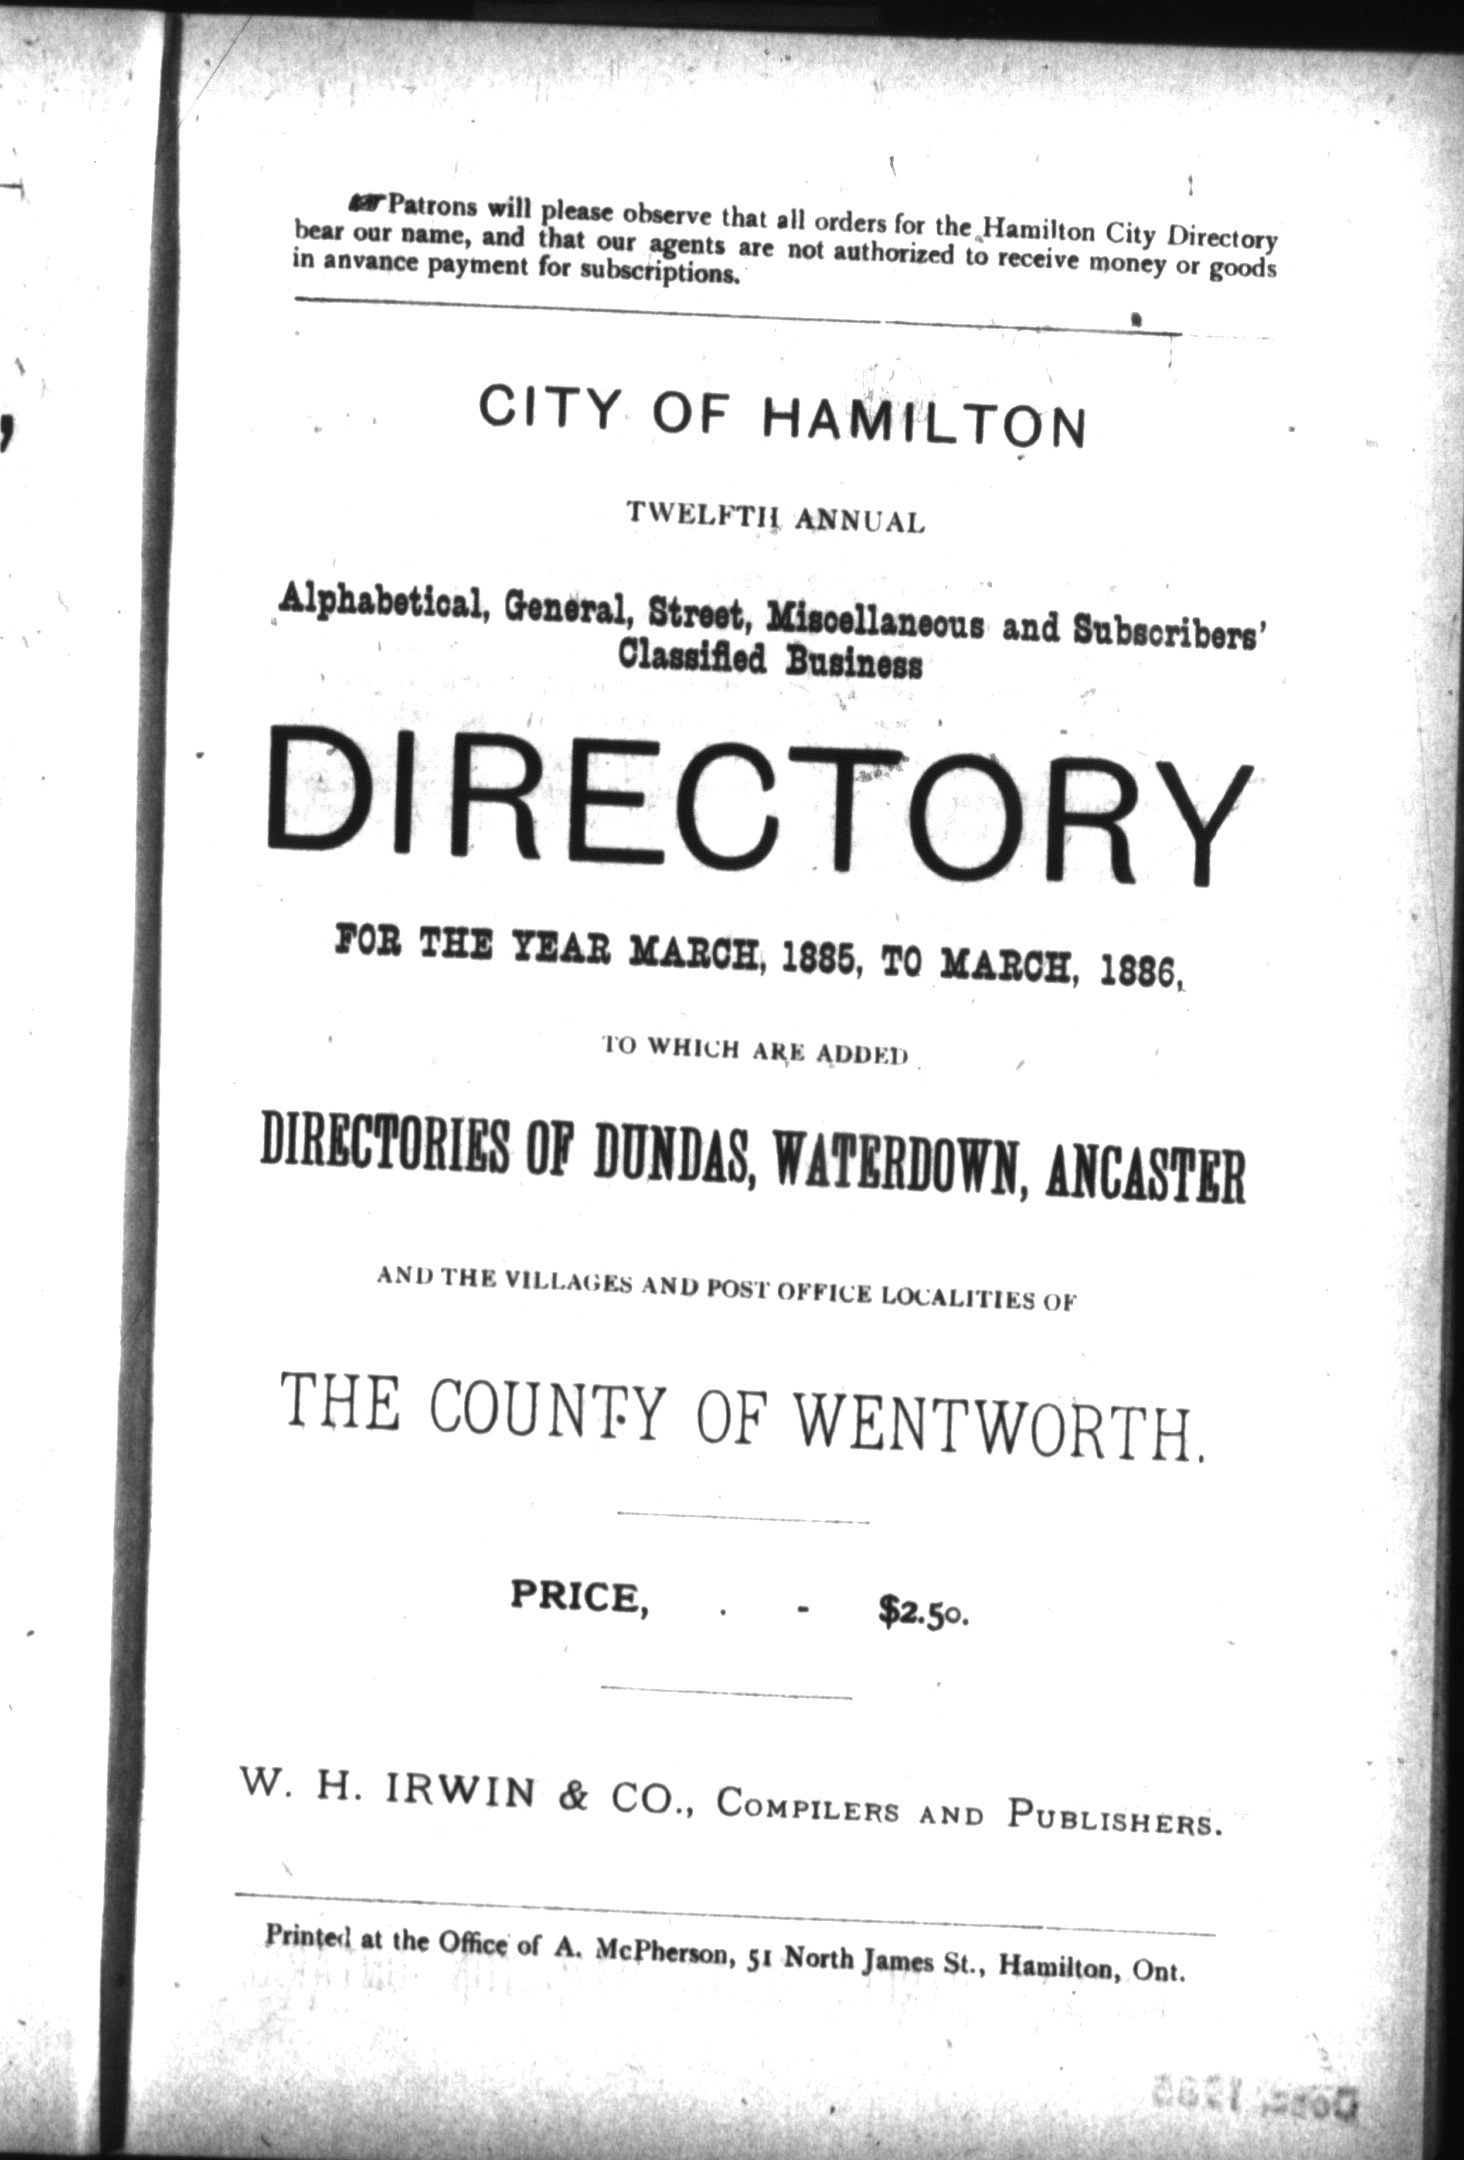 ☞Patrons will please observe that all orders for the Hamilton City Directory
bear our name, and that our agents are not authorized to receive money or goods
in anvance payment for subscriptions.
CITY OF HAMILTON
TWELFTH ANNUAL
Alphabetical, General, Street, Miscellaneous and Subscribers'
Classified Business
DIRECTORY
FOR THE YEAR MARCH, 1885, TO MARCH, 1886,
TO WHICH ARE ADDED
DIRECTORIES OF DUNDAS, WATERDOWN, ANCASTER
AND THE VILLAGES AND POST OFFICE LOCALITIES OF
THE COUNTY OF WENTWORTH.
PRICE, . - $2.50.
W. H. IRWIN & CO., COMPILERS AND PUBLISHERS.
Printed at the Office of A. McPherson, 51 North James St., Hamilton, Ont.